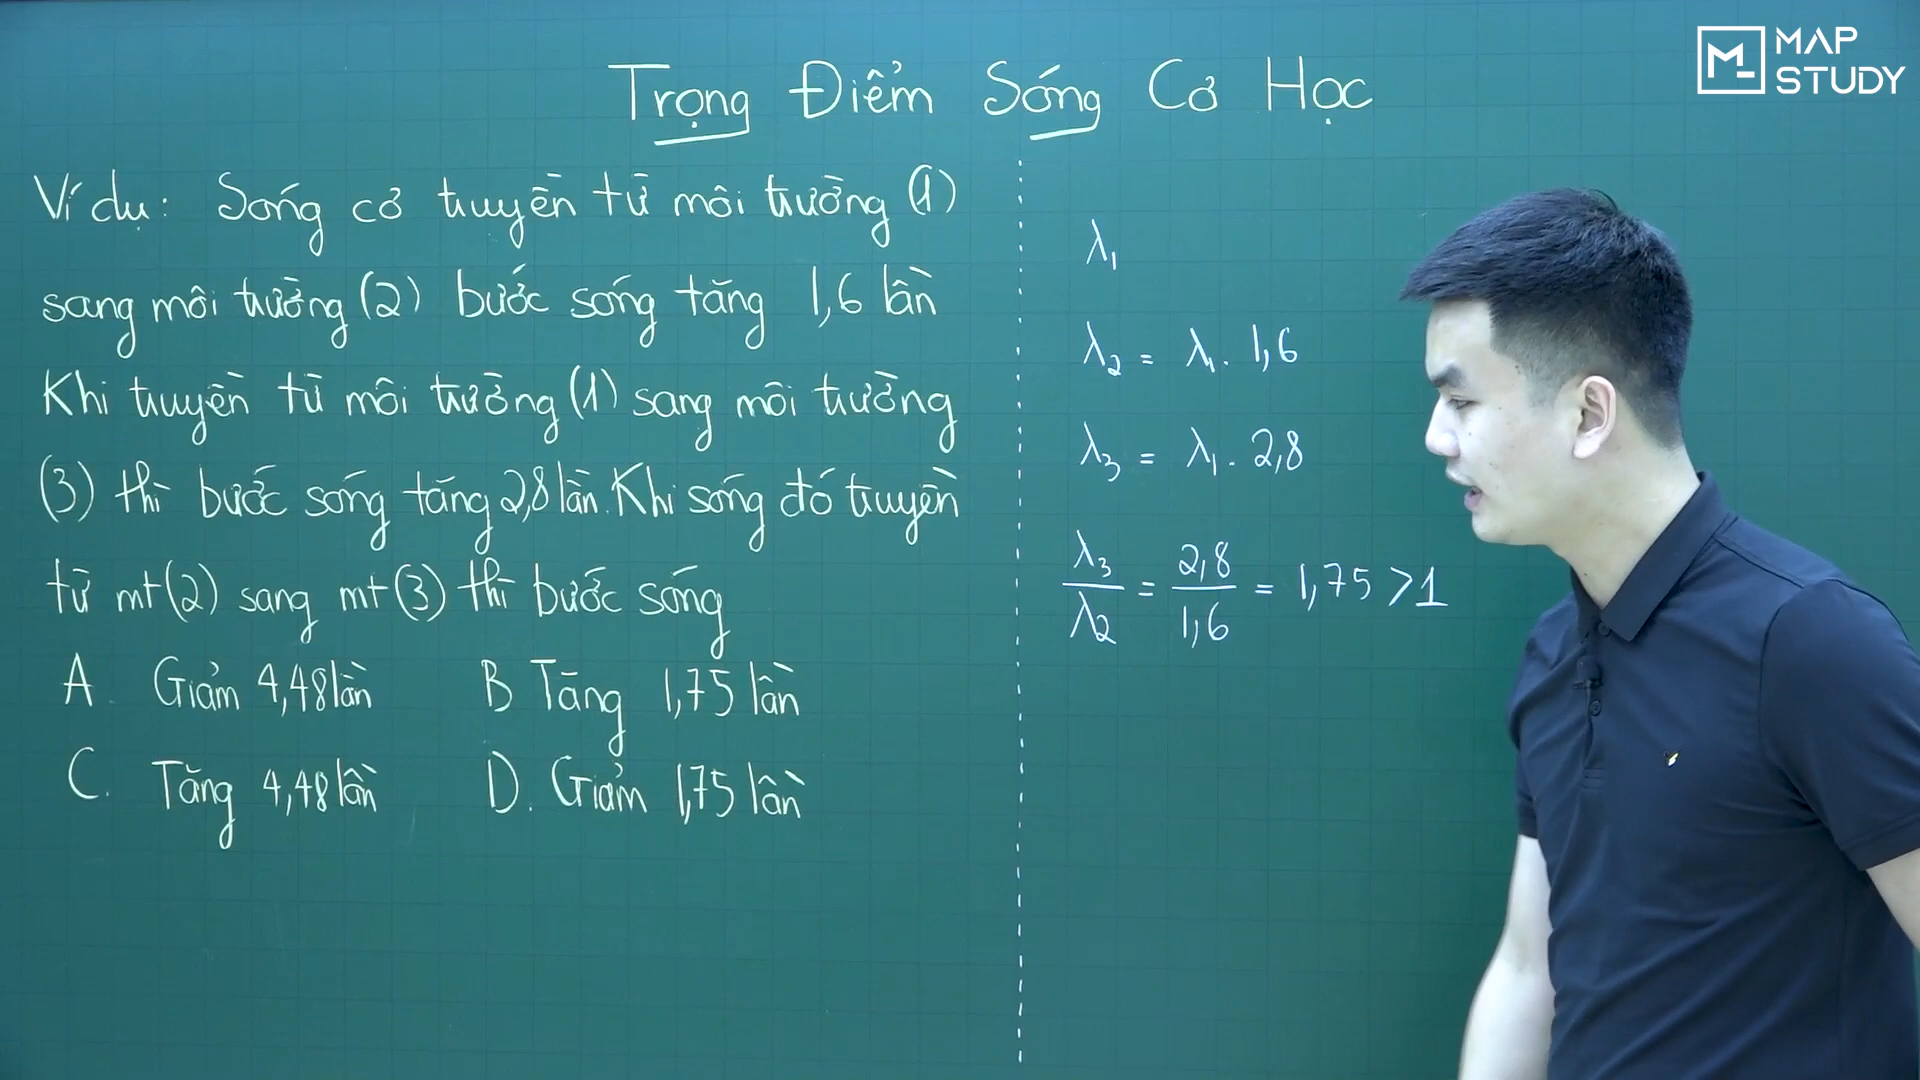 MAP
STUDY
Trọng Điểm Sóng Cơ Học
Ví dụ: Sóng cơ truyền từ môi trường (1)
sang môi trường (2) bước sóng tăng 1,6 lần
Khi truyền từ môi trường (1) sang môi trường
(3) thì bước sóng tăng 2,8 lần. Khi sóng đó truyền
từ mt (2) sang mt (3) thì bước sóng
A. Giảm 4,48 lần B Tăng 1,75 lần
C. Tăng 4,48 lần D. Giảm 1,75 lần
λ₁
λ₂ = λ₁ . 1,6
λ₃ = λ₁ . 2,8
λ₃/λ₂ = 2,8/1,6 = 1,75 > 1